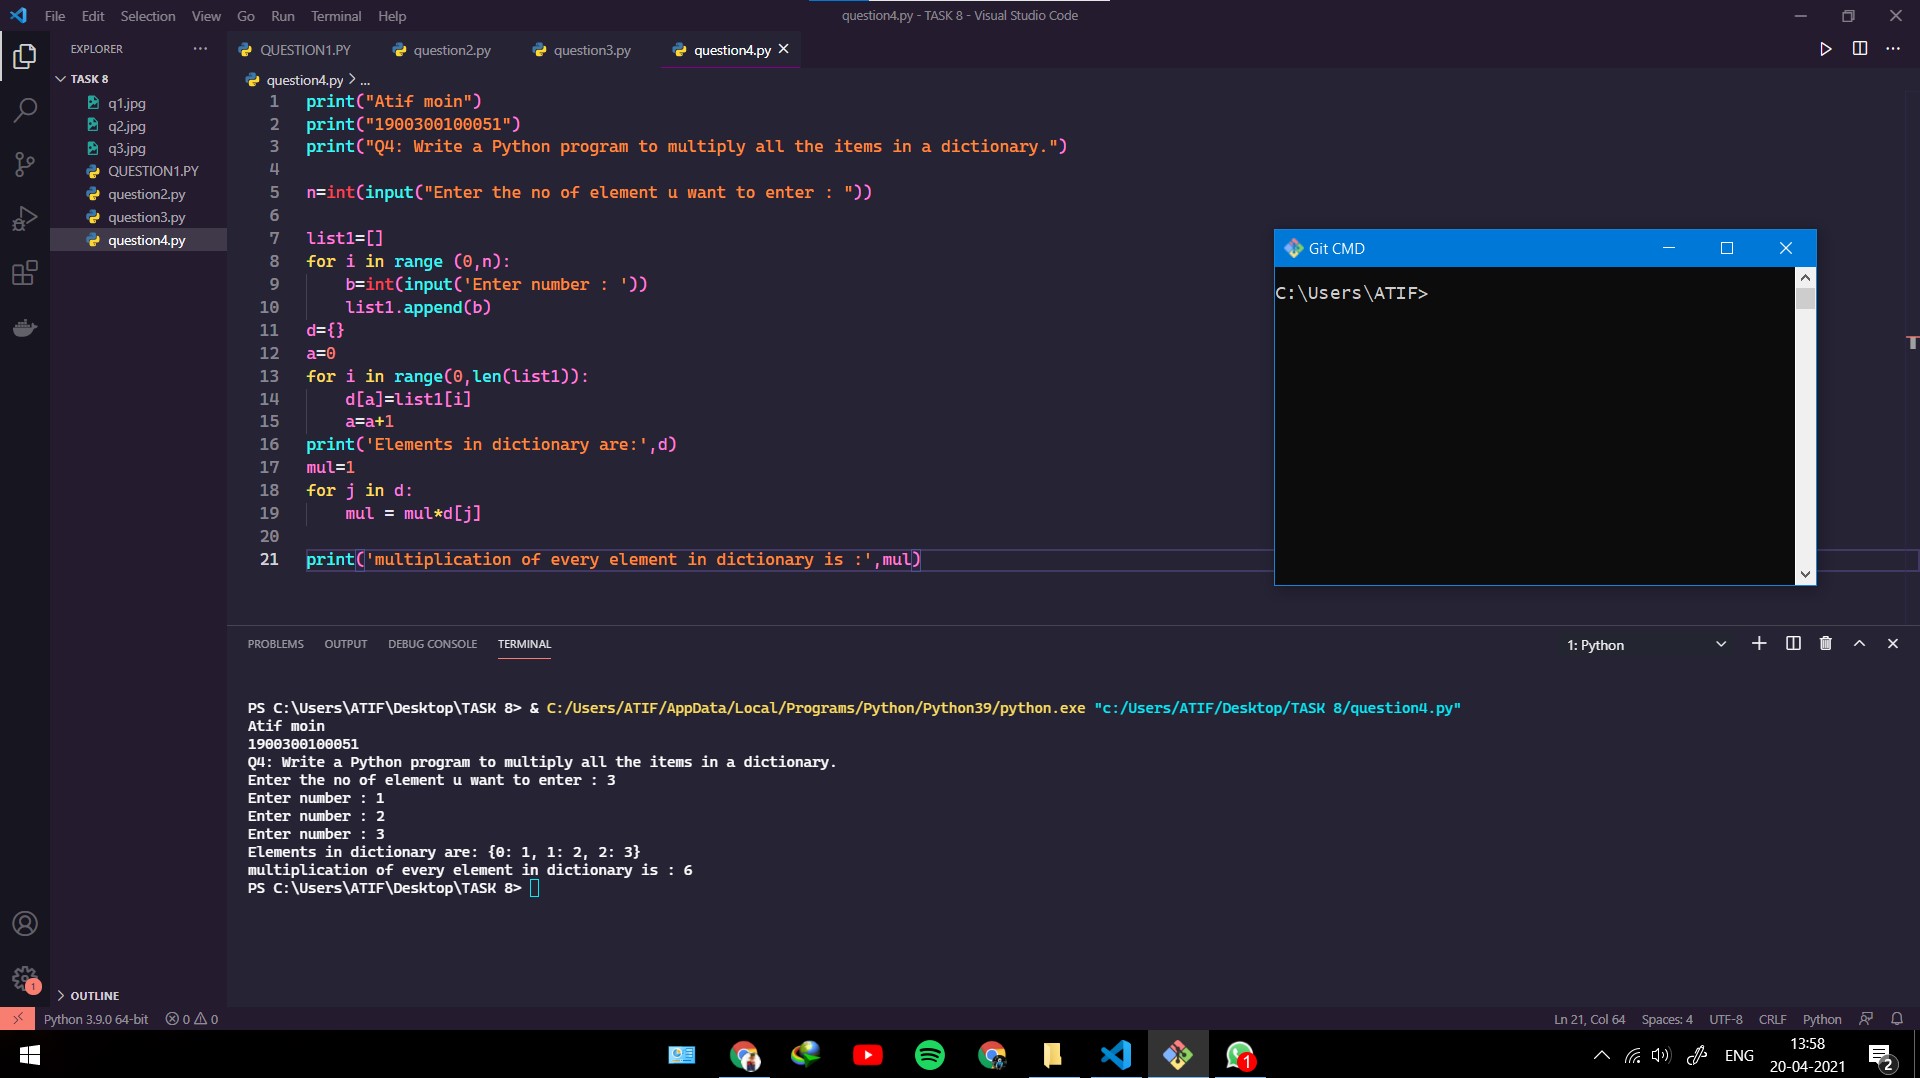 File Edit Selection View Go Run Terminal Help
question4.py - TASK 8 - Visual Studio Code
EXPLORER
TASK 8
q1.jpg
q2.jpg
q3.jpg
QUESTION1.PY
question2.py
question3.py
question4.py
OUTLINE
QUESTION1.PY question2.py question3.py question4.py
question4.py > ...
1 print("Atif moin")
2 print("1900300100051")
3 print("Q4: Write a Python program to multiply all the items in a dictionary.")
4
5 n=int(input("Enter the no of element u want to enter : "))
6
7 list1=[]
8 for i in range (0,n):
9     b=int(input('Enter number : '))
10     list1.append(b)
11 d={}
12 a=0
13 for i in range(0,len(list1)):
14     d[a]=list1[i]
15     a=a+1
16 print('Elements in dictionary are:',d)
17 mul=1
18 for j in d:
19     mul = mul*d[j]
20
21 print('multiplication of every element in dictionary is :',mul)
Git CMD
C:\Users\ATIF>
PROBLEMS OUTPUT DEBUG CONSOLE TERMINAL
1: Python
PS C:\Users\ATIF\Desktop\TASK 8> & C:/Users/ATIF/AppData/Local/Programs/Python/Python39/python.exe "c:/Users/ATIF/Desktop/TASK 8/question4.py"
Atif moin
1900300100051
Q4: Write a Python program to multiply all the items in a dictionary.
Enter the no of element u want to enter : 3
Enter number : 1
Enter number : 2
Enter number : 3
Elements in dictionary are: {0: 1, 1: 2, 2: 3}
multiplication of every element in dictionary is : 6
PS C:\Users\ATIF\Desktop\TASK 8>
1
Python 3.9.0 64-bit 0 0
Ln 21, Col 64 Spaces: 4 UTF-8 CRLF Python
1
ENG
13:58
20-04-2021
2